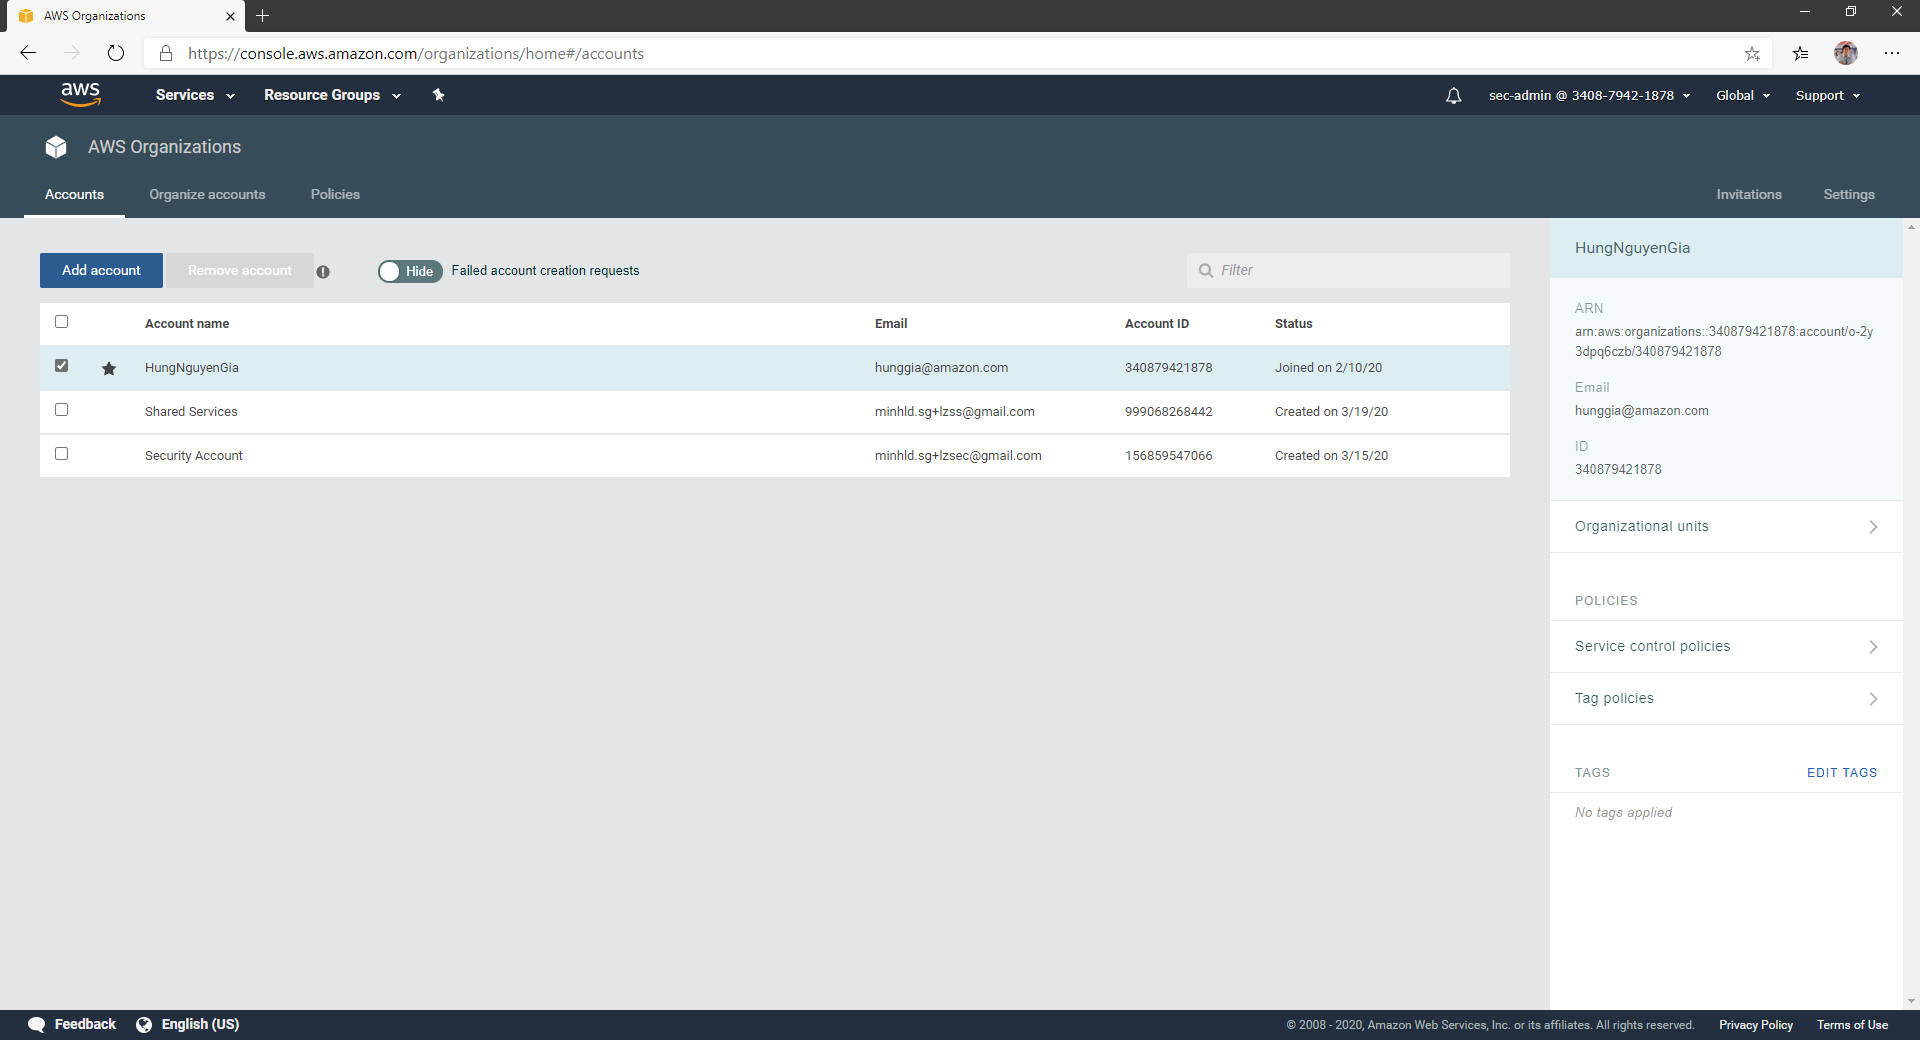 AWS Organizations
https://console.aws.amazon.com/organizations/home#/accounts
aws Services Resource Groups sec-admin @ 3408-7942-1878 Global Support
AWS Organizations
Accounts Organize accounts Policies Invitations Settings
Add account Remove account Hide Failed account creation requests Filter
Account name Email Account ID Status
HungNguyenGia hunggia@amazon.com 340879421878 Joined on 2/10/20
Shared Services minhld.sg+lzss@gmail.com 999068268442 Created on 3/19/20
Security Account minhld.sg+lzsec@gmail.com 156859547066 Created on 3/15/20
HungNguyenGia
ARN
arn:aws:organizations::340879421878:account/o-2y
3dpq6czb/340879421878
Email
hunggia@amazon.com
ID
340879421878
Organizational units
POLICIES
Service control policies
Tag policies
TAGS EDIT TAGS
No tags applied
Feedback English (US) © 2008 - 2020, Amazon Web Services, Inc. or its affiliates. All rights reserved. Privacy Policy Terms of Use